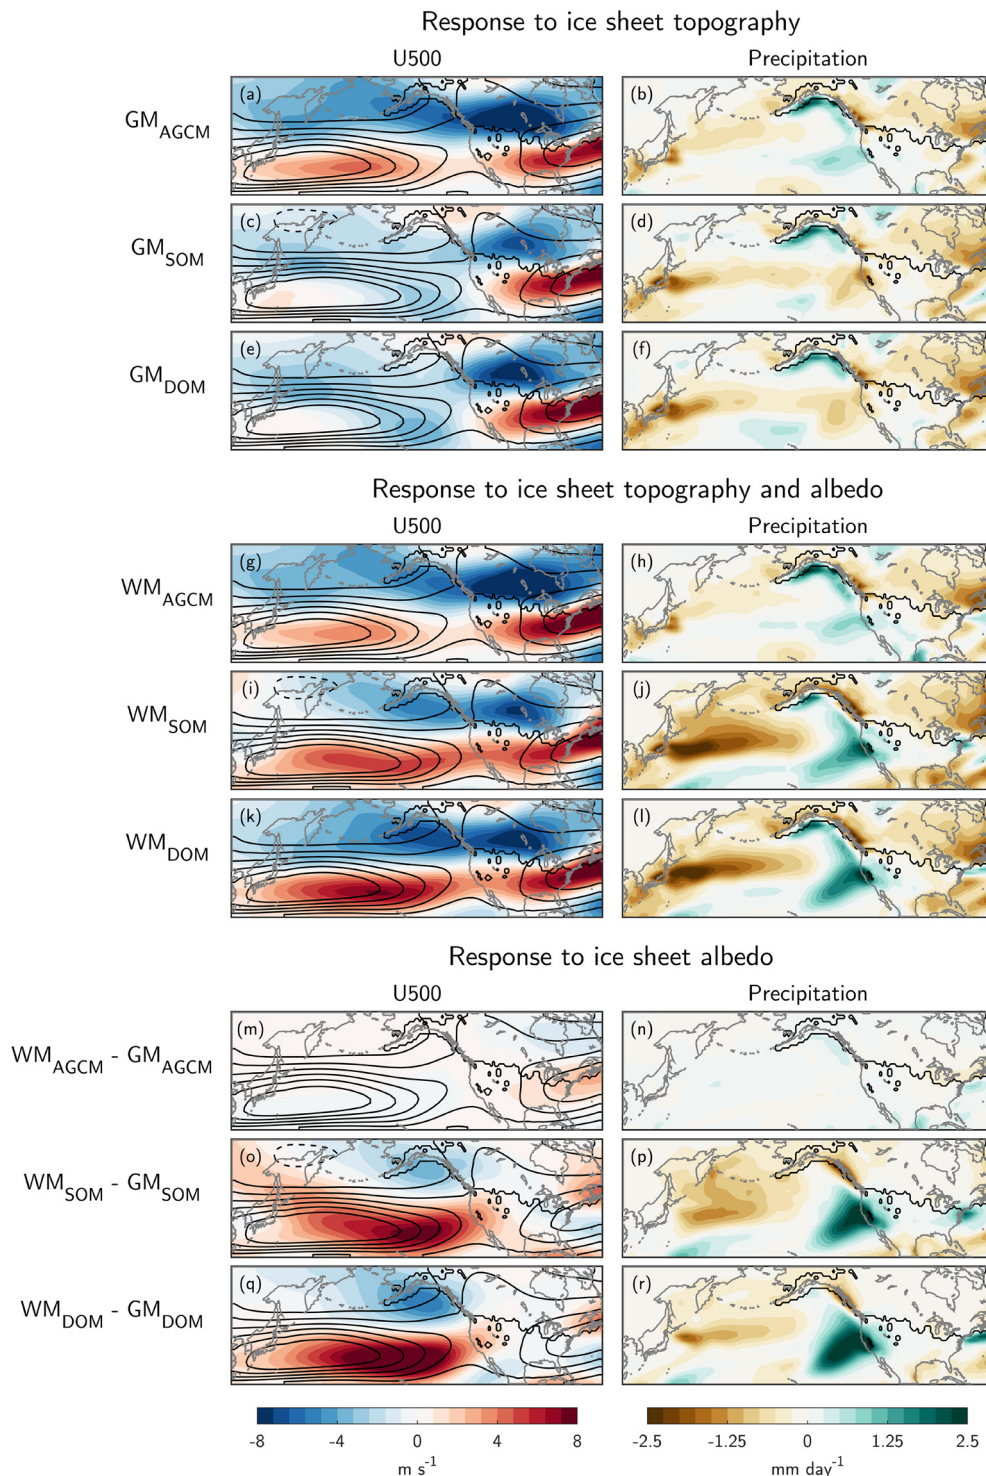 Response to ice sheet topography
U500 Precipitation
GM_AGCM (a) (b)
GM_SOM (c) (d)
GM_DOM (e) (f)
Response to ice sheet topography and albedo
U500 Precipitation
WM_AGCM (g) (h)
WM_SOM (i) (j)
WM_DOM (k) (l)
Response to ice sheet albedo
U500 Precipitation
WM_AGCM - GM_AGCM (m) (n)
WM_SOM - GM_SOM (o) (p)
WM_DOM - GM_DOM (q) (r)
-8 -4 0 4 8 -2.5 -1.25 0 1.25 2.5
m s⁻¹ mm day⁻¹